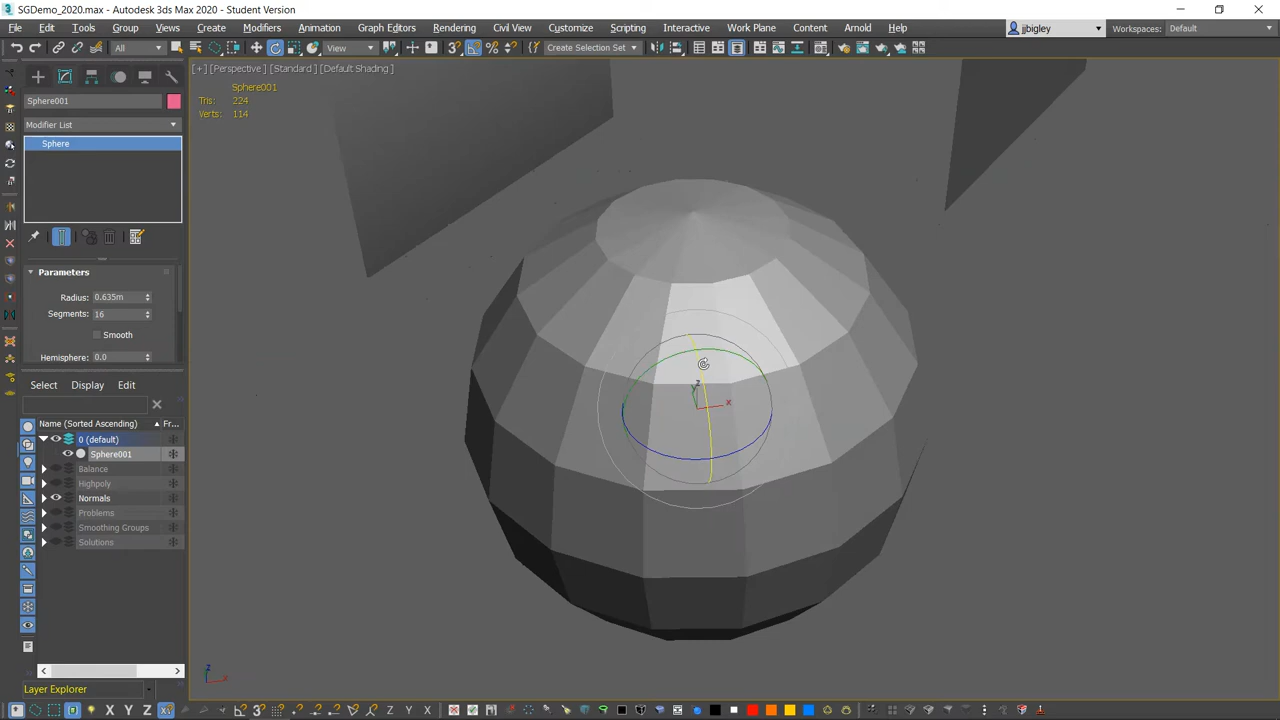 SGDemo_2020.max - Autodesk 3ds Max 2020 - Student Version
File Edit Tools Group Views Create Modifiers Animation Graph Editors Rendering Civil View Customize Scripting Interactive Maya Content Arnold Help
jjbigley Workspaces: Default
All View Create Selection Set
[+] [Perspective] [Standard] [Default Shading]
Sphere001
Tris: 224
Verts: 114
Sphere001
Modifier List
Sphere
Parameters
Radius: 0.635m
Segments: 16
Smooth
Hemisphere: 0.0
Select Display Edit
Name (Sorted Ascending) Fr...
0 (default)
Sphere001
Balance
Highpoly
Normals
Problems
Smoothing Groups
Solutions
Layer Explorer
z
y
x
z
x
X Y Z XY